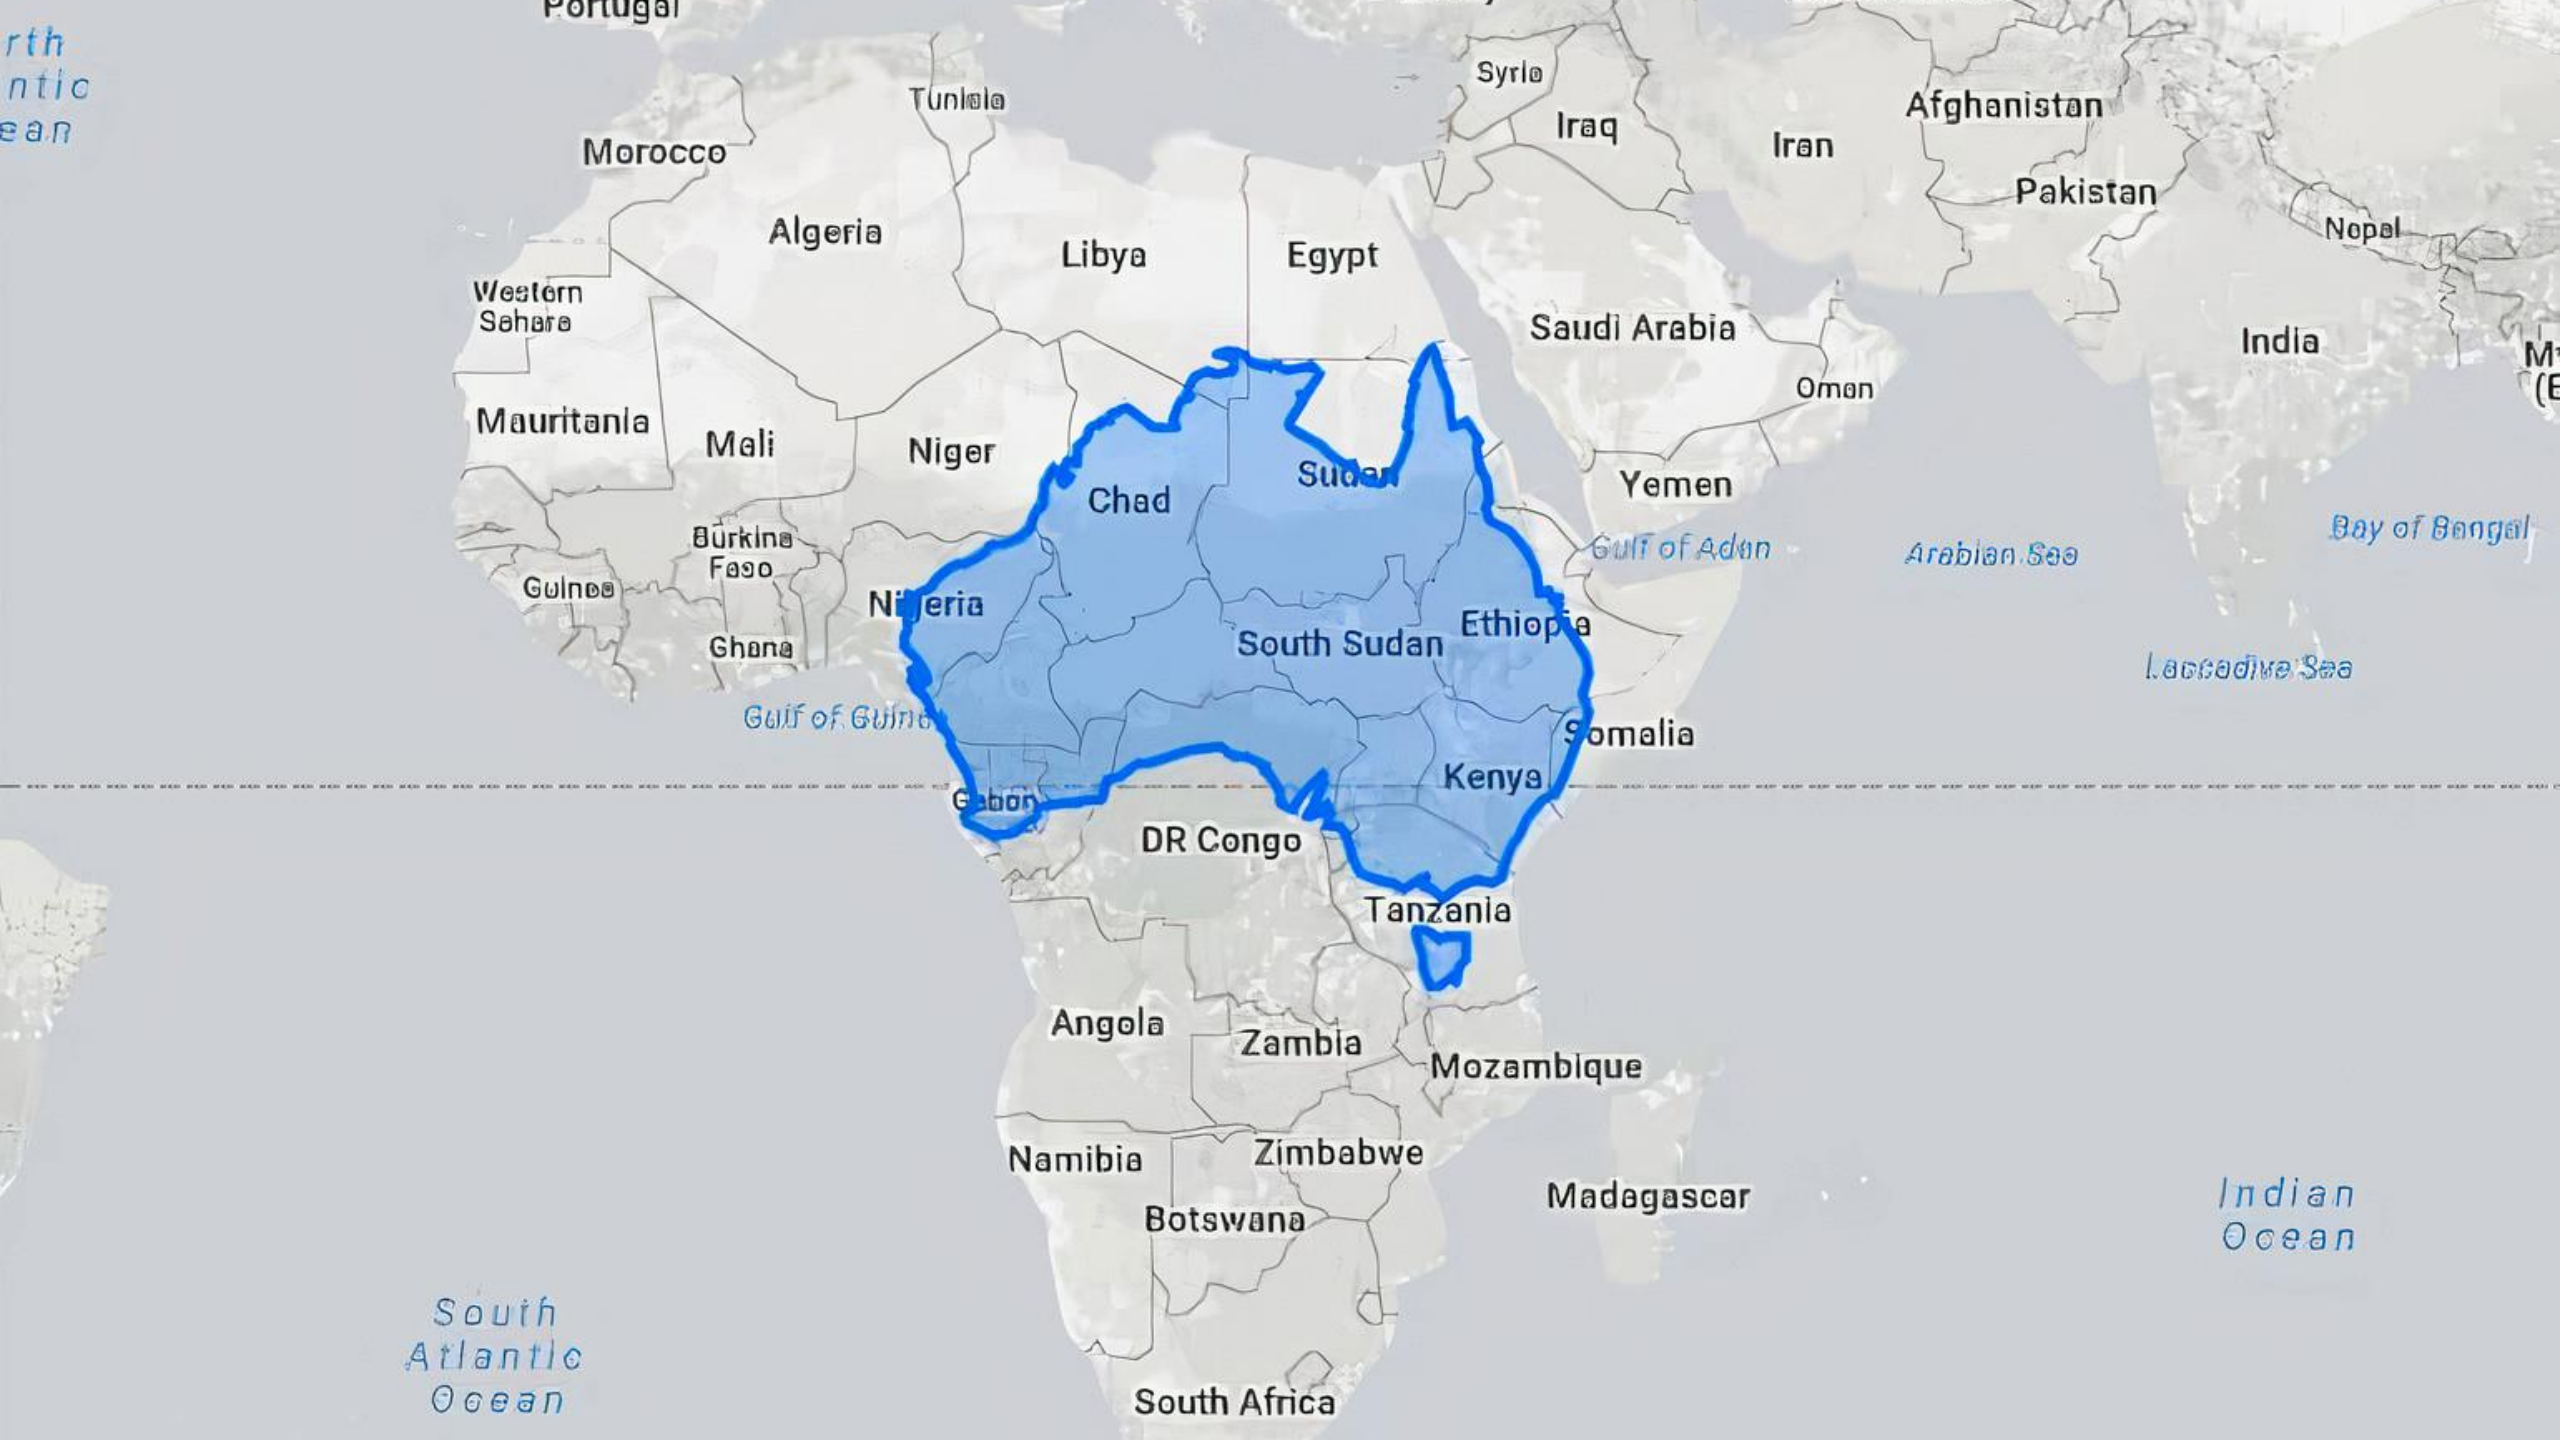 Portugal
rth
ntic
ean
Syria
Tunisia
Afghanistan
Iraq
Iran
Morocco
Pakistan
Nepal
Algeria
Libya
Egypt
Western
Sahara
Saudi Arabia
India
Oman
Mauritania
Mali
Niger
Sudan
Chad
Yemen
Burkina
Faso
Gulf of Aden
Arabian Sea
Bay of Bengal
Guinea
Nigeria
Ethiopia
Ghana
South Sudan
Laccadive Sea
Gulf of Guine
Somalia
Kenya
Gabon
DR Congo
Tanzania
Angola
Zambia
Mozambique
Namibia
Zimbabwe
Madagascar
Botswana
Indian
Ocean
South
Atlantic
Ocean
South Africa